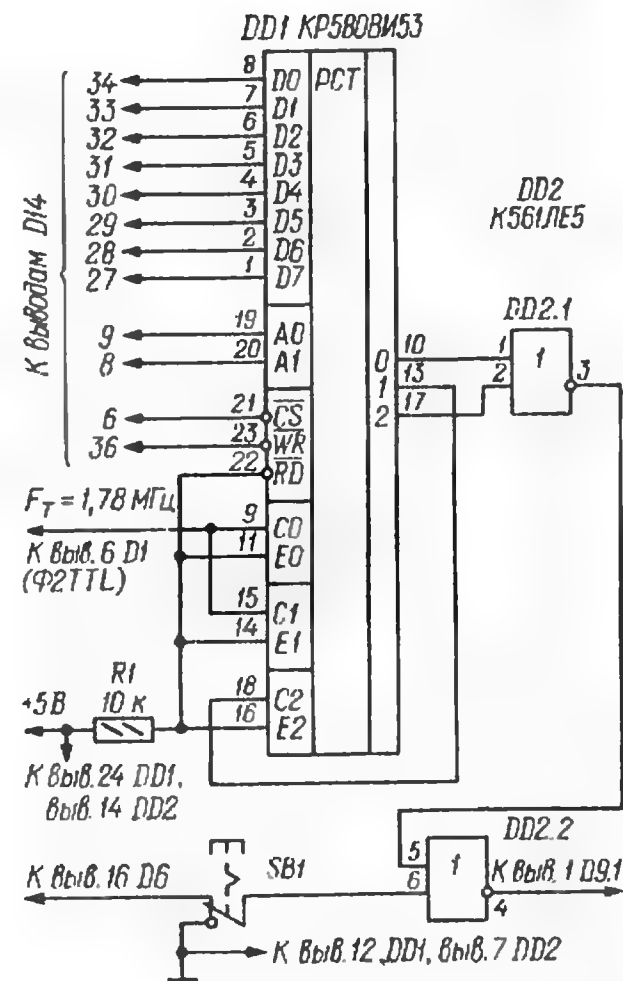 DD1 КР580ВИ53
К выводам D14
34 8 D0 РСТ
33 7 D1
32 6 D2
31 5 D3
30 4 D4
29 3 D5
28 2 D6
27 1 D7
9 19 A0
8 20 A1
6 21 CS
36 23 WR
22 RD
0 10
1 13
2 17
DD2
К561ЛЕ5
DD2.1
1 1 3
2
Fт = 1,78 МГц
К выв. 6 D1
(Ф2TTL)
9 C0
11 E0
15 C1
14 E1
18 C2
16 E2
R1
+5В 10 к
К выв. 24 DD1,
выв. 14 DD2
5 DD2.2
6 1 4
К выв. 16 D6
SB1
К выв. 1 D9.1
К выв. 12 DD1, выв. 7 DD2